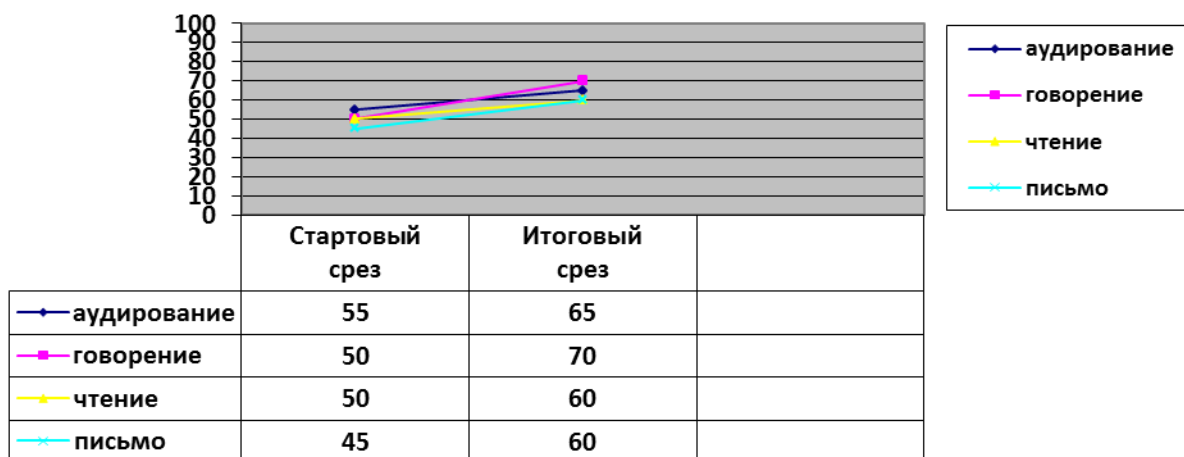 100
90
80
70
60
50
40
30
20
10
0
аудирование
говорение
чтение
письмо
Стартовый срез
Итоговый срез
аудирование 55 65
говорение 50 70
чтение 50 60
письмо 45 60